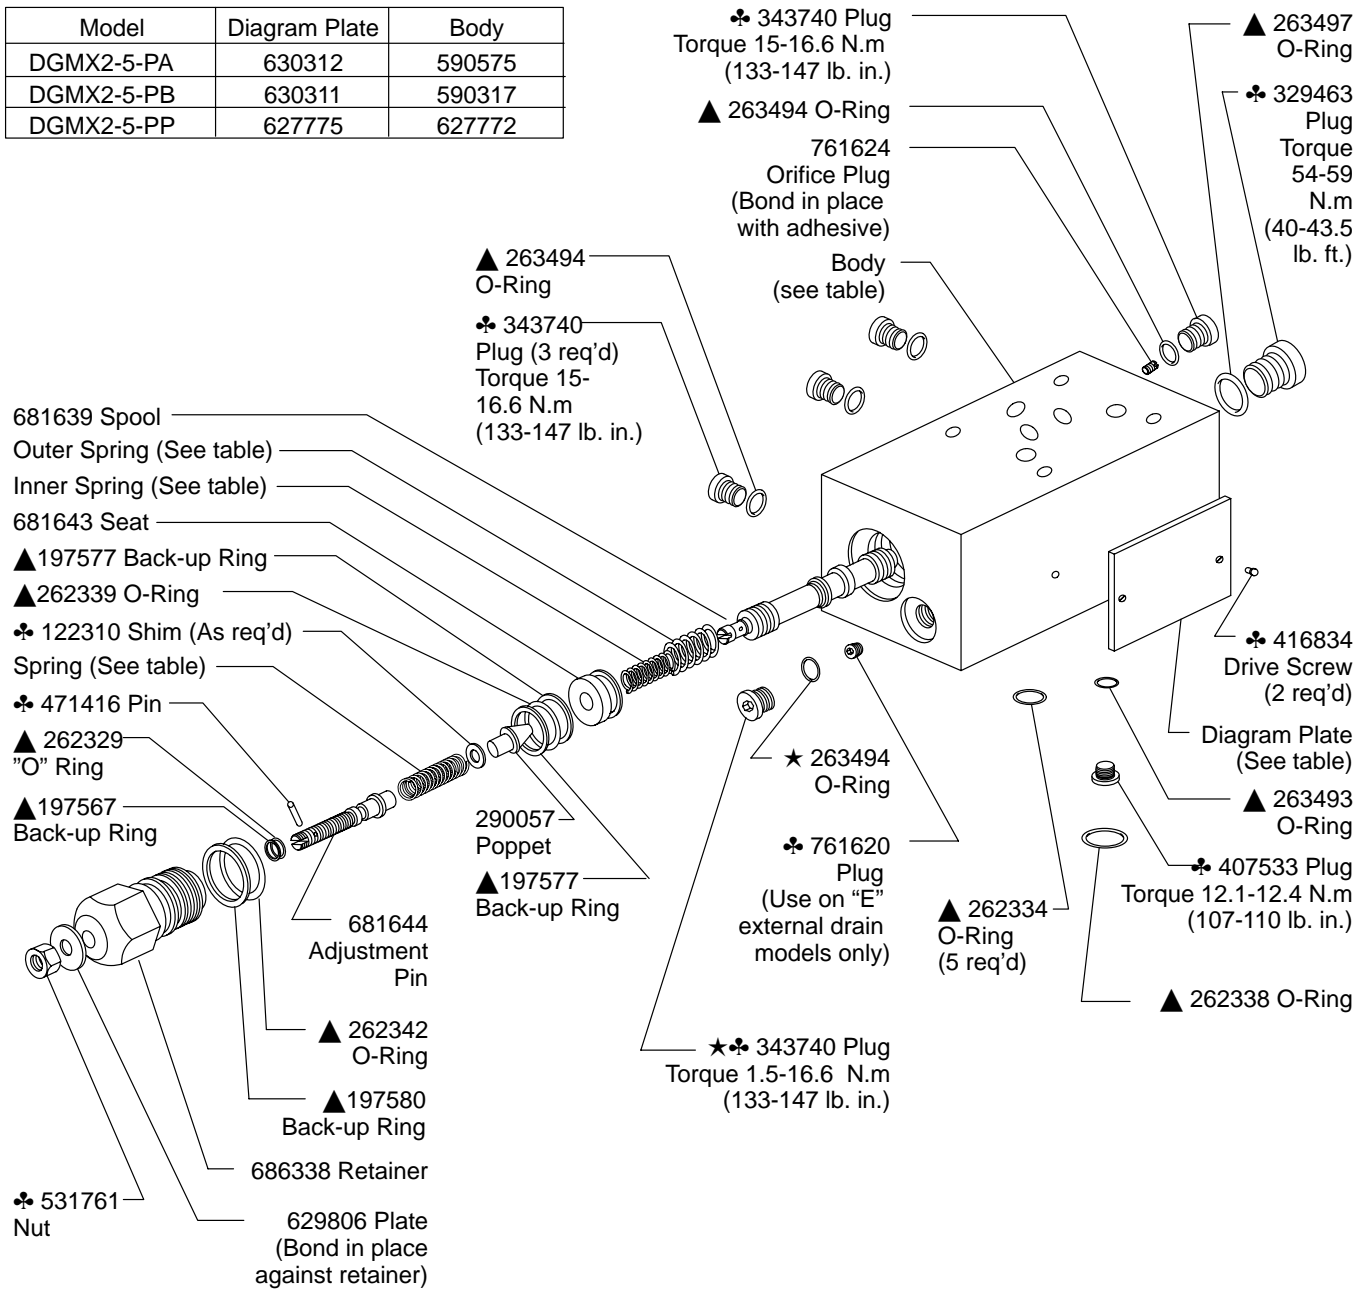 Model Diagram Plate Body
DGMX2-5-PA 630312 590575
DGMX2-5-PB 630311 590317
DGMX2-5-PP 627775 627772
♣ 343740 Plug
Torque 15-16.6 N.m
(133-147 lb. in.)
▲ 263494 O-Ring
761624
Orifice Plug
(Bond in place
with adhesive)
Body
(see table)
▲ 263497
O-Ring
♣ 329463
Plug
Torque
54-59
N.m
(40-43.5
lb. ft.)
▲ 263494
O-Ring
♣ 343740
Plug (3 req’d)
Torque 15-
16.6 N.m
(133-147 lb. in.)
681639 Spool
Outer Spring (See table)
Inner Spring (See table)
681643 Seat
▲197577 Back-up Ring
▲262339 O-Ring
♣ 122310 Shim (As req’d)
Spring (See table)
♣ 471416 Pin
▲ 262329
”O” Ring
▲197567
Back-up Ring
290057
Poppet
▲197577
Back-up Ring
681644
Adjustment
Pin
▲ 262342
O-Ring
▲197580
Back-up Ring
686338 Retainer
♣ 531761
Nut
629806 Plate
(Bond in place
against retainer)
★ 263494
O-Ring
♣ 761620
Plug
(Use on “E”
external drain
models only)
★♣ 343740 Plug
Torque 1.5-16.6 N.m
(133-147 lb. in.)
▲ 262334
O-Ring
(5 req’d)
♣ 416834
Drive Screw
(2 req’d)
Diagram Plate
(See table)
▲ 263493
O-Ring
♣ 407533 Plug
Torque 12.1-12.4 N.m
(107-110 lb. in.)
▲ 262338 O-Ring